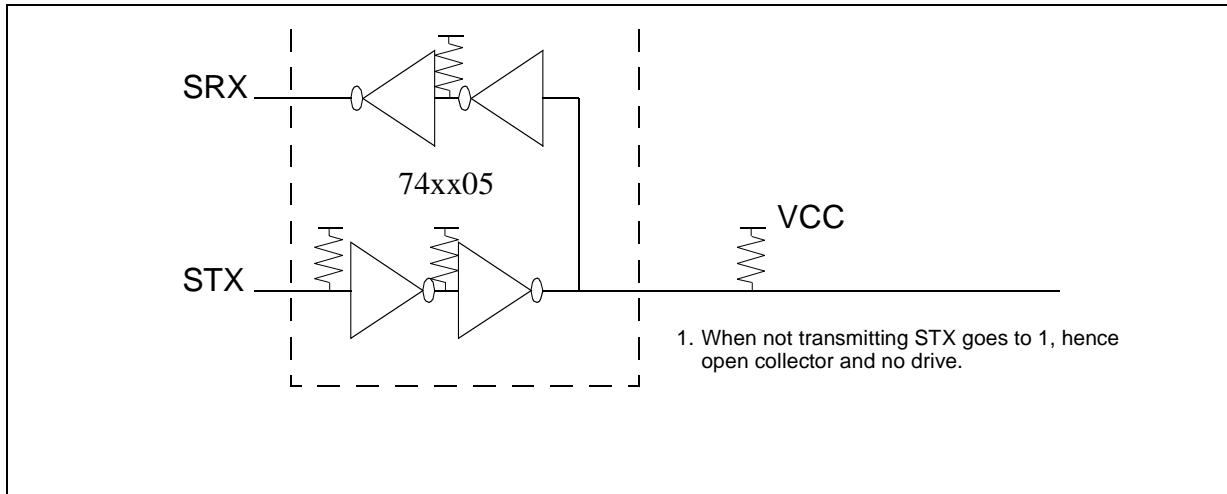 SRX
74xx05
VCC
STX
1. When not transmitting STX goes to 1, hence
open collector and no drive.